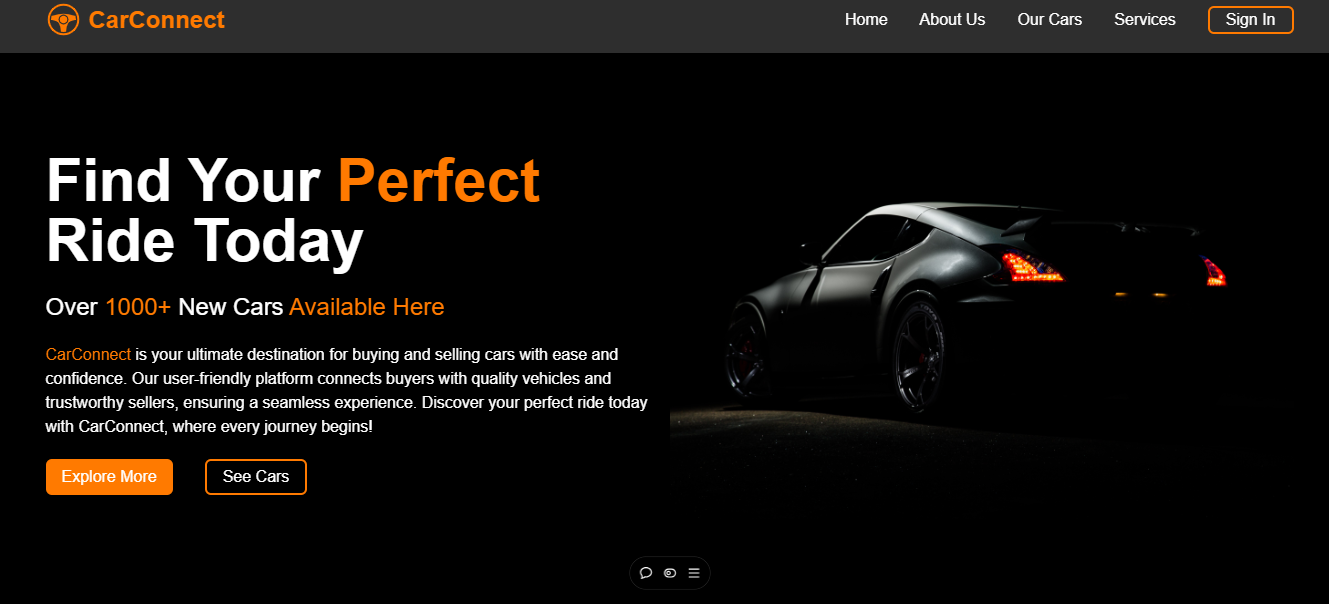 CarConnect
Home
About Us
Our Cars
Services
Sign In
Find Your Perfect
Ride Today
Over 1000+ New Cars Available Here
CarConnect is your ultimate destination for buying and selling cars with ease and
confidence. Our user-friendly platform connects buyers with quality vehicles and
trustworthy sellers, ensuring a seamless experience. Discover your perfect ride today
with CarConnect, where every journey begins!
Explore More
See Cars